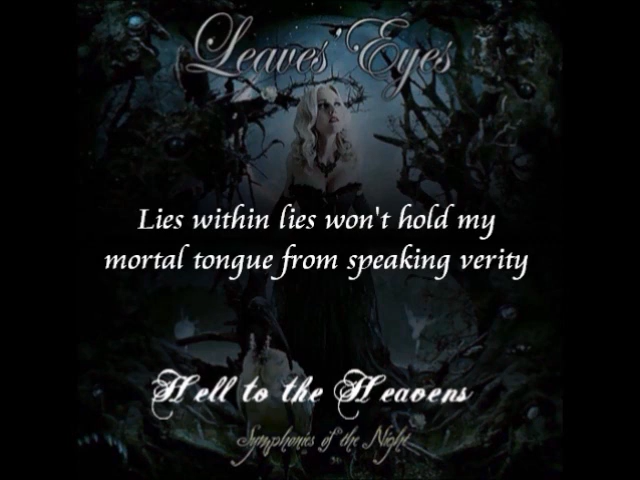 Leaves' Eyes
Lies within lies won't hold my
mortal tongue from speaking verity
Hell to the Heavens
Symphonies of the Night